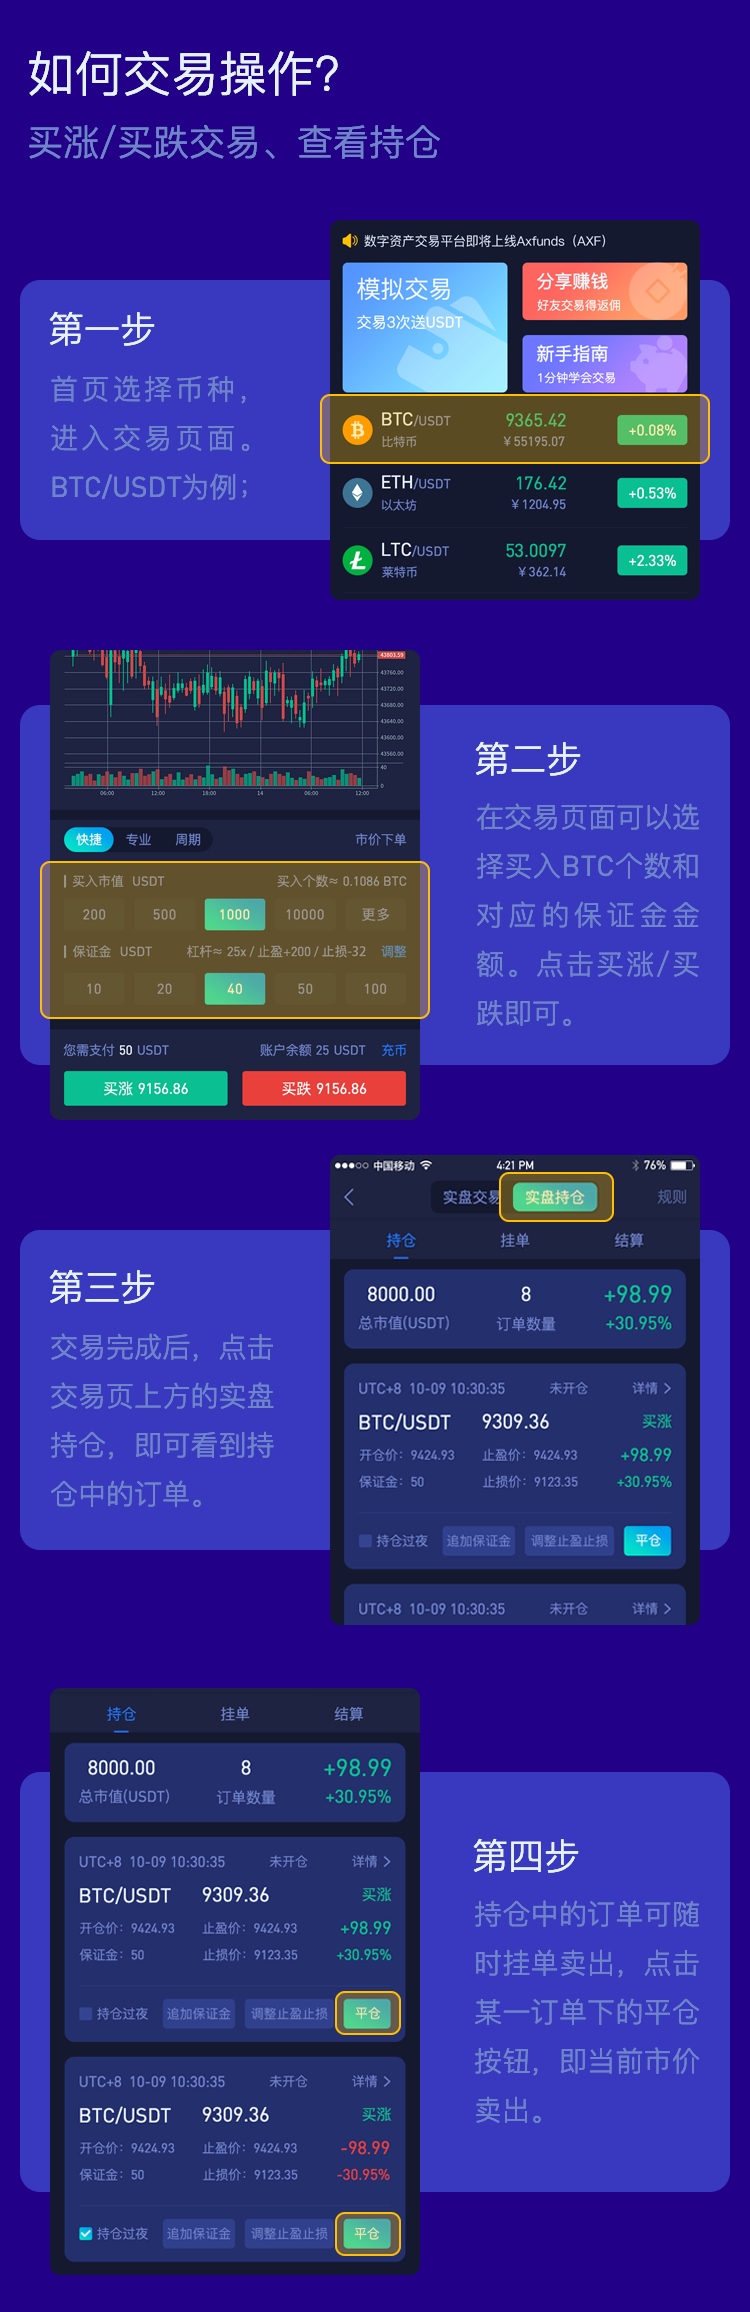 如何交易操作?
买涨/买跌交易、查看持仓
数字资产交易平台即将上线Axfunds（AXF）
模拟交易
交易3次送USDT
分享赚钱
好友交易得返佣
新手指南
1分钟学会交易
第一步
首页选择币种，
进入交易页面。
BTC/USDT为例；
BTC/USDT 9365.42 +0.08%
比特币 ￥55195.07
ETH/USDT 176.42 +0.53%
以太坊 ￥1204.95
LTC/USDT 53.0097 +2.33%
莱特币 ￥362.14
43803.59
43760.00
43720.00
43680.00
43640.00
43600.00
43560.00
40
0
06:00 12:00 18:00 14 06:00 12:00
快捷 专业 周期 市价下单
买入市值 USDT 买入个数≈ 0.1086 BTC
200 500 1000 10000 更多
保证金 USDT 杠杆≈ 25x / 止盈+200 / 止损-32 调整
10 20 40 50 100
您需支付 50 USDT 账户余额 25 USDT 充币
买涨 9156.86 买跌 9156.86
第二步
在交易页面可以选
择买入BTC个数和
对应的保证金金
额。点击买涨/买
跌即可。
中国移动 4:21 PM 76%
实盘交易 实盘持仓 规则
持仓 挂单 结算
8000.00 8 +98.99
总市值(USDT) 订单数量 +30.95%
UTC+8 10-09 10:30:35 未开仓 详情
BTC/USDT 9309.36 买涨
开仓价：9424.93 止盈价：9424.93 +98.99
保证金：50 止损价：9123.35 +30.95%
持仓过夜 追加保证金 调整止盈止损 平仓
UTC+8 10-09 10:30:35 未开仓 详情
第三步
交易完成后，点击
交易页上方的实盘
持仓，即可看到持
仓中的订单。
持仓 挂单 结算
8000.00 8 +98.99
总市值(USDT) 订单数量 +30.95%
UTC+8 10-09 10:30:35 未开仓 详情
BTC/USDT 9309.36 买涨
开仓价：9424.93 止盈价：9424.93 +98.99
保证金：50 止损价：9123.35 +30.95%
持仓过夜 追加保证金 调整止盈止损 平仓
UTC+8 10-09 10:30:35 未开仓 详情
BTC/USDT 9309.36 买涨
开仓价：9424.93 止盈价：9424.93 -98.99
保证金：50 止损价：9123.35 -30.95%
持仓过夜 追加保证金 调整止盈止损 平仓
第四步
持仓中的订单可随
时挂单卖出，点击
某一订单下的平仓
按钮，即当前市价
卖出。